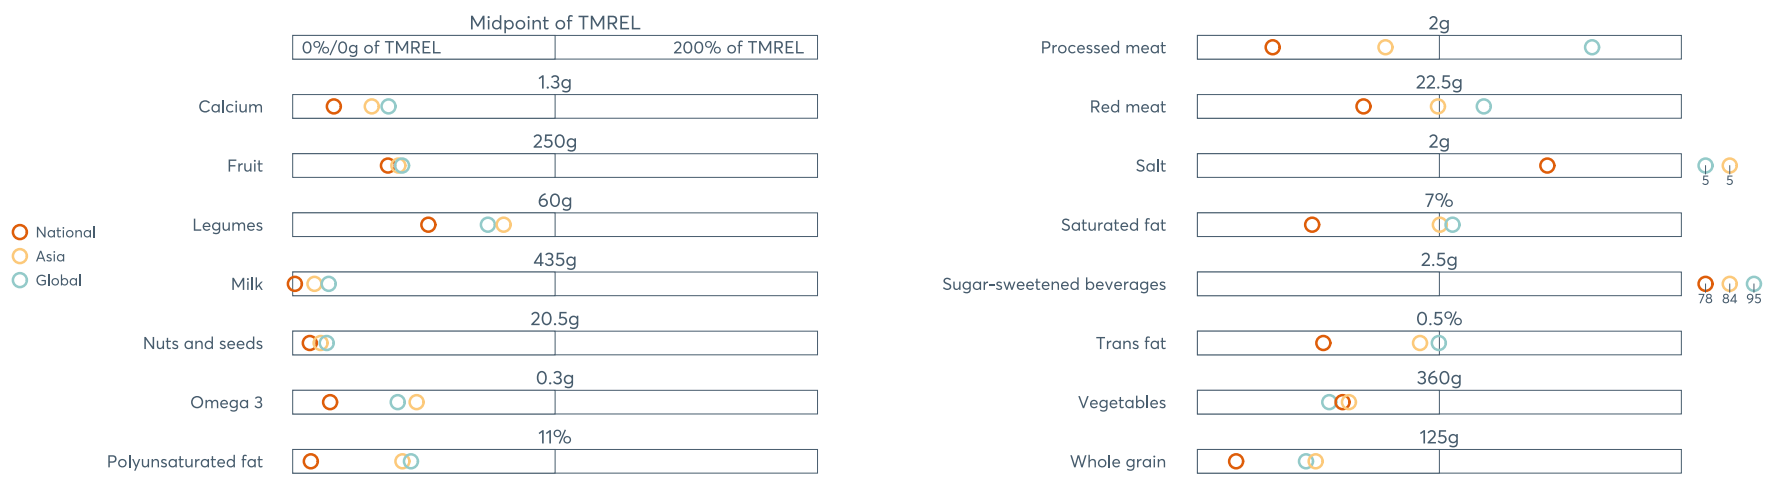 Midpoint of TMREL
0%/0g of TMREL 200% of TMREL
1.3g
Calcium
250g
Fruit
60g
Legumes
435g
Milk
20.5g
Nuts and seeds
0.3g
Omega 3
11%
Polyunsaturated fat
National
Asia
Global
2g
Processed meat
22.5g
Red meat
2g
Salt
5 5
7%
Saturated fat
2.5g
Sugar-sweetened beverages
78 84 95
0.5%
Trans fat
360g
Vegetables
125g
Whole grain